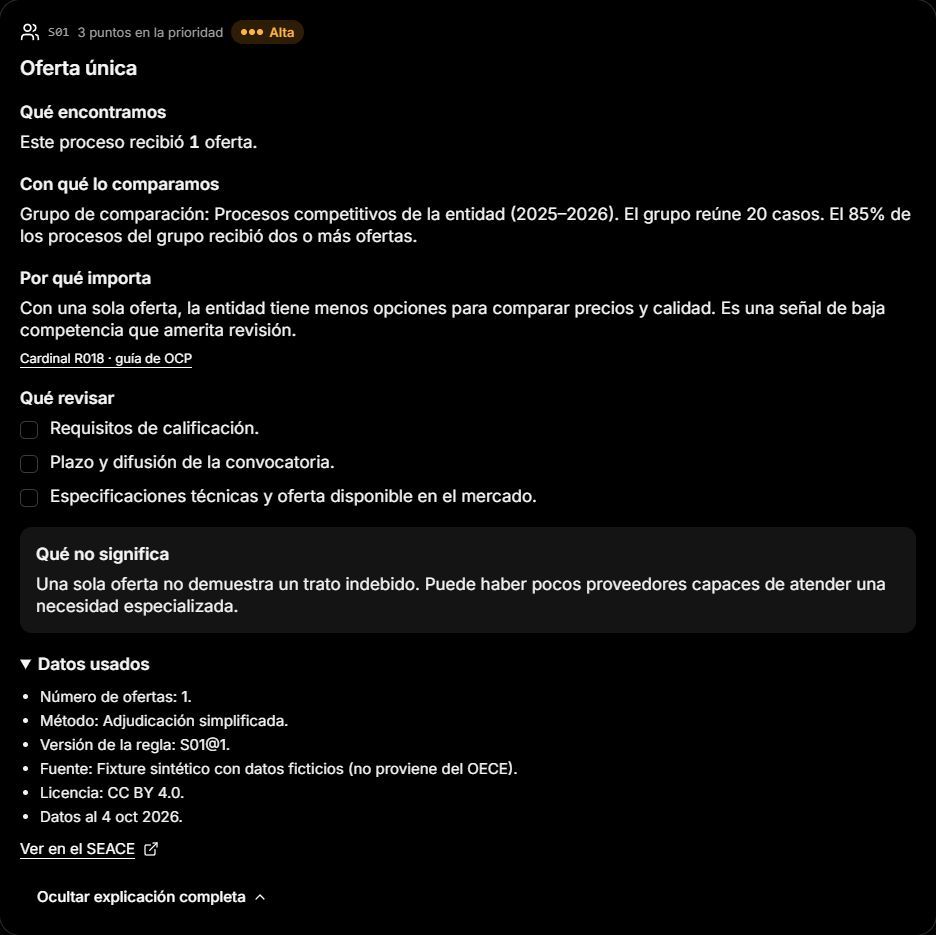 S01 3 puntos en la prioridad Alta
Oferta única
Qué encontramos
Este proceso recibió 1 oferta.
Con qué lo comparamos
Grupo de comparación: Procesos competitivos de la entidad (2025–2026). El grupo reúne 20 casos. El 85% de
los procesos del grupo recibió dos o más ofertas.
Por qué importa
Con una sola oferta, la entidad tiene menos opciones para comparar precios y calidad. Es una señal de baja
competencia que amerita revisión.
Cardinal R018 · guía de OCP
Qué revisar
Requisitos de calificación.
Plazo y difusión de la convocatoria.
Especificaciones técnicas y oferta disponible en el mercado.
Qué no significa
Una sola oferta no demuestra un trato indebido. Puede haber pocos proveedores capaces de atender una
necesidad especializada.
▼ Datos usados
• Número de ofertas: 1.
• Método: Adjudicación simplificada.
• Versión de la regla: S01@1.
• Fuente: Fixture sintético con datos ficticios (no proviene del OECE).
• Licencia: CC BY 4.0.
• Datos al 4 oct 2026.
Ver en el SEACE
Ocultar explicación completa